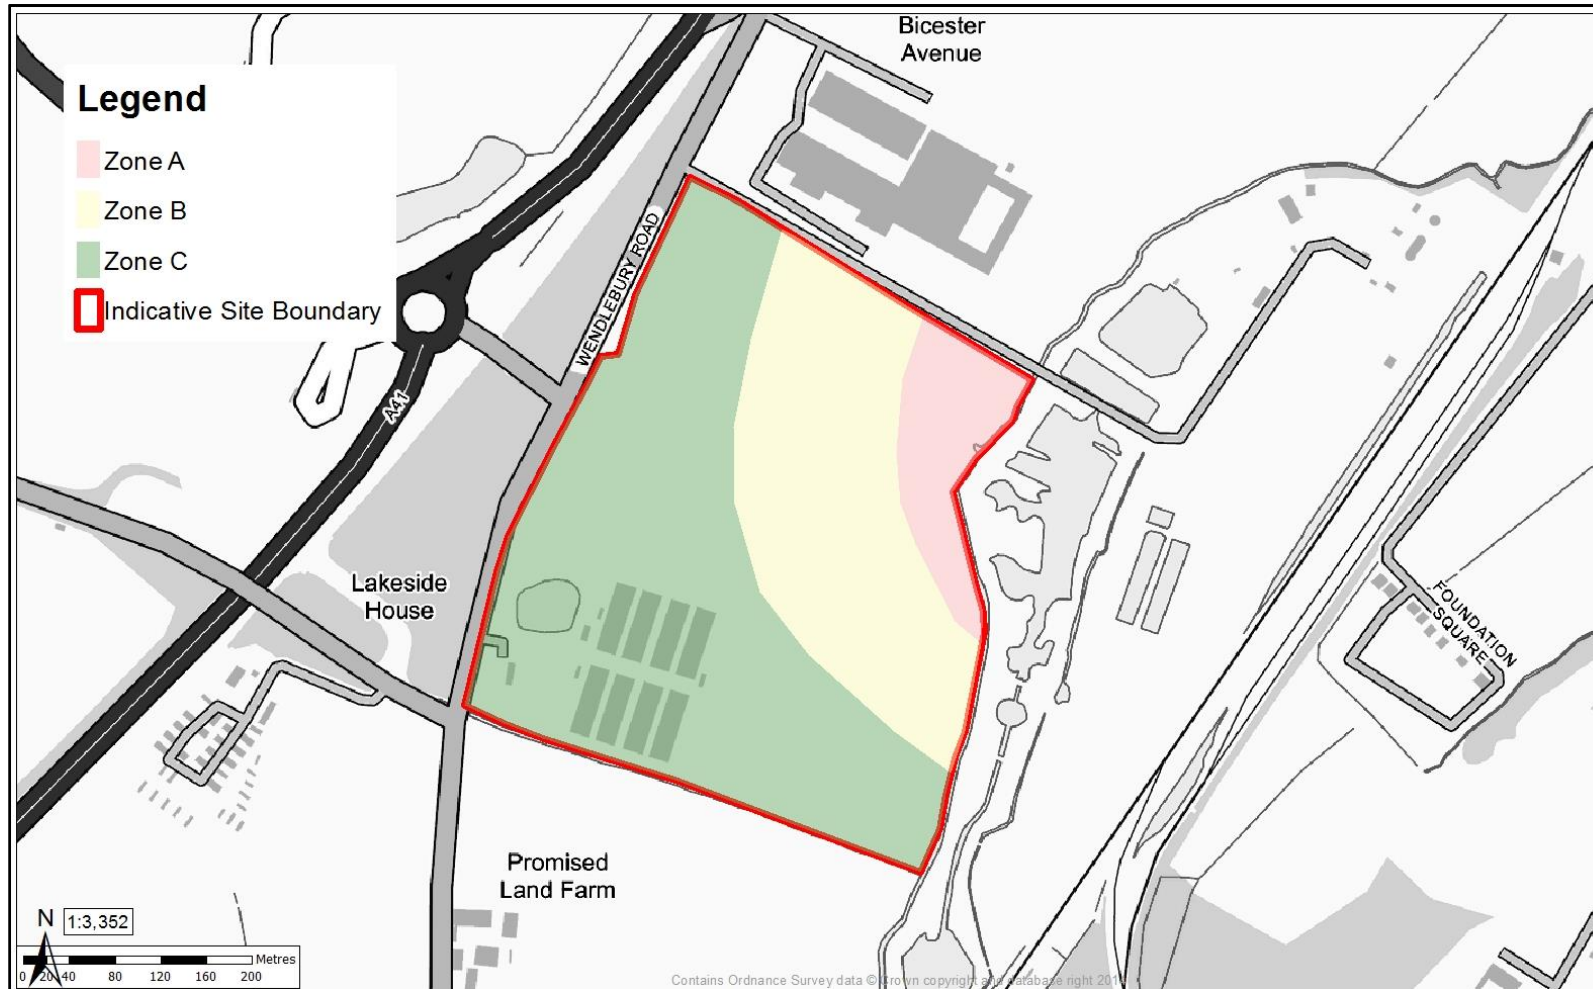 Bicester
Avenue
Legend
Zone A
Zone B
Zone C
Indicative Site Boundary
WENDLEBURY ROAD
A41
Lakeside
House
FOUNDATION
SQUARE
Promised
Land Farm
N
1:3,352
Metres
0 20 40 80 120 160 200
Contains Ordnance Survey data © Crown copyright and database right